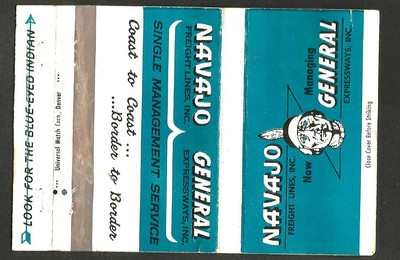 LOOK FOR THE BLUE-EYED INDIAN
Universal Match Corp., Denver
Coast to Coast ...
...Border to Border
NAVAJO
FREIGHT LINES, INC.
GENERAL
EXPRESSWAYS, INC.
SINGLE MANAGEMENT SERVICE
NAVAJO
FREIGHT LINES, INC.
Now Managing
GENERAL
EXPRESSWAYS, INC.
Close Cover Before Striking